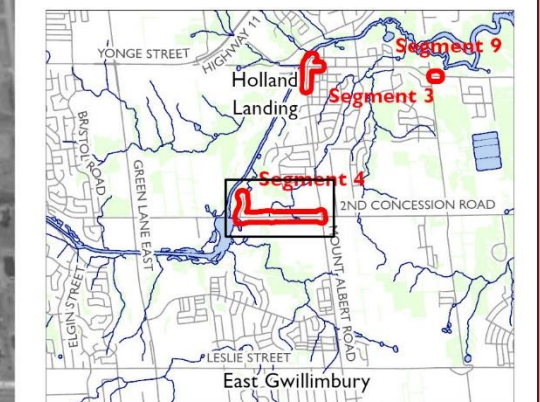 YONGE STREET
HIGHWAY 11
Segment 9
Holland
Landing
Segment 3
BRISTOL ROAD
GREEN LANE EAST
Segment 4
2ND CONCESSION ROAD
MOUNT ALBERT ROAD
ELGIN STREET
LESLIE STREET
East Gwillimbury